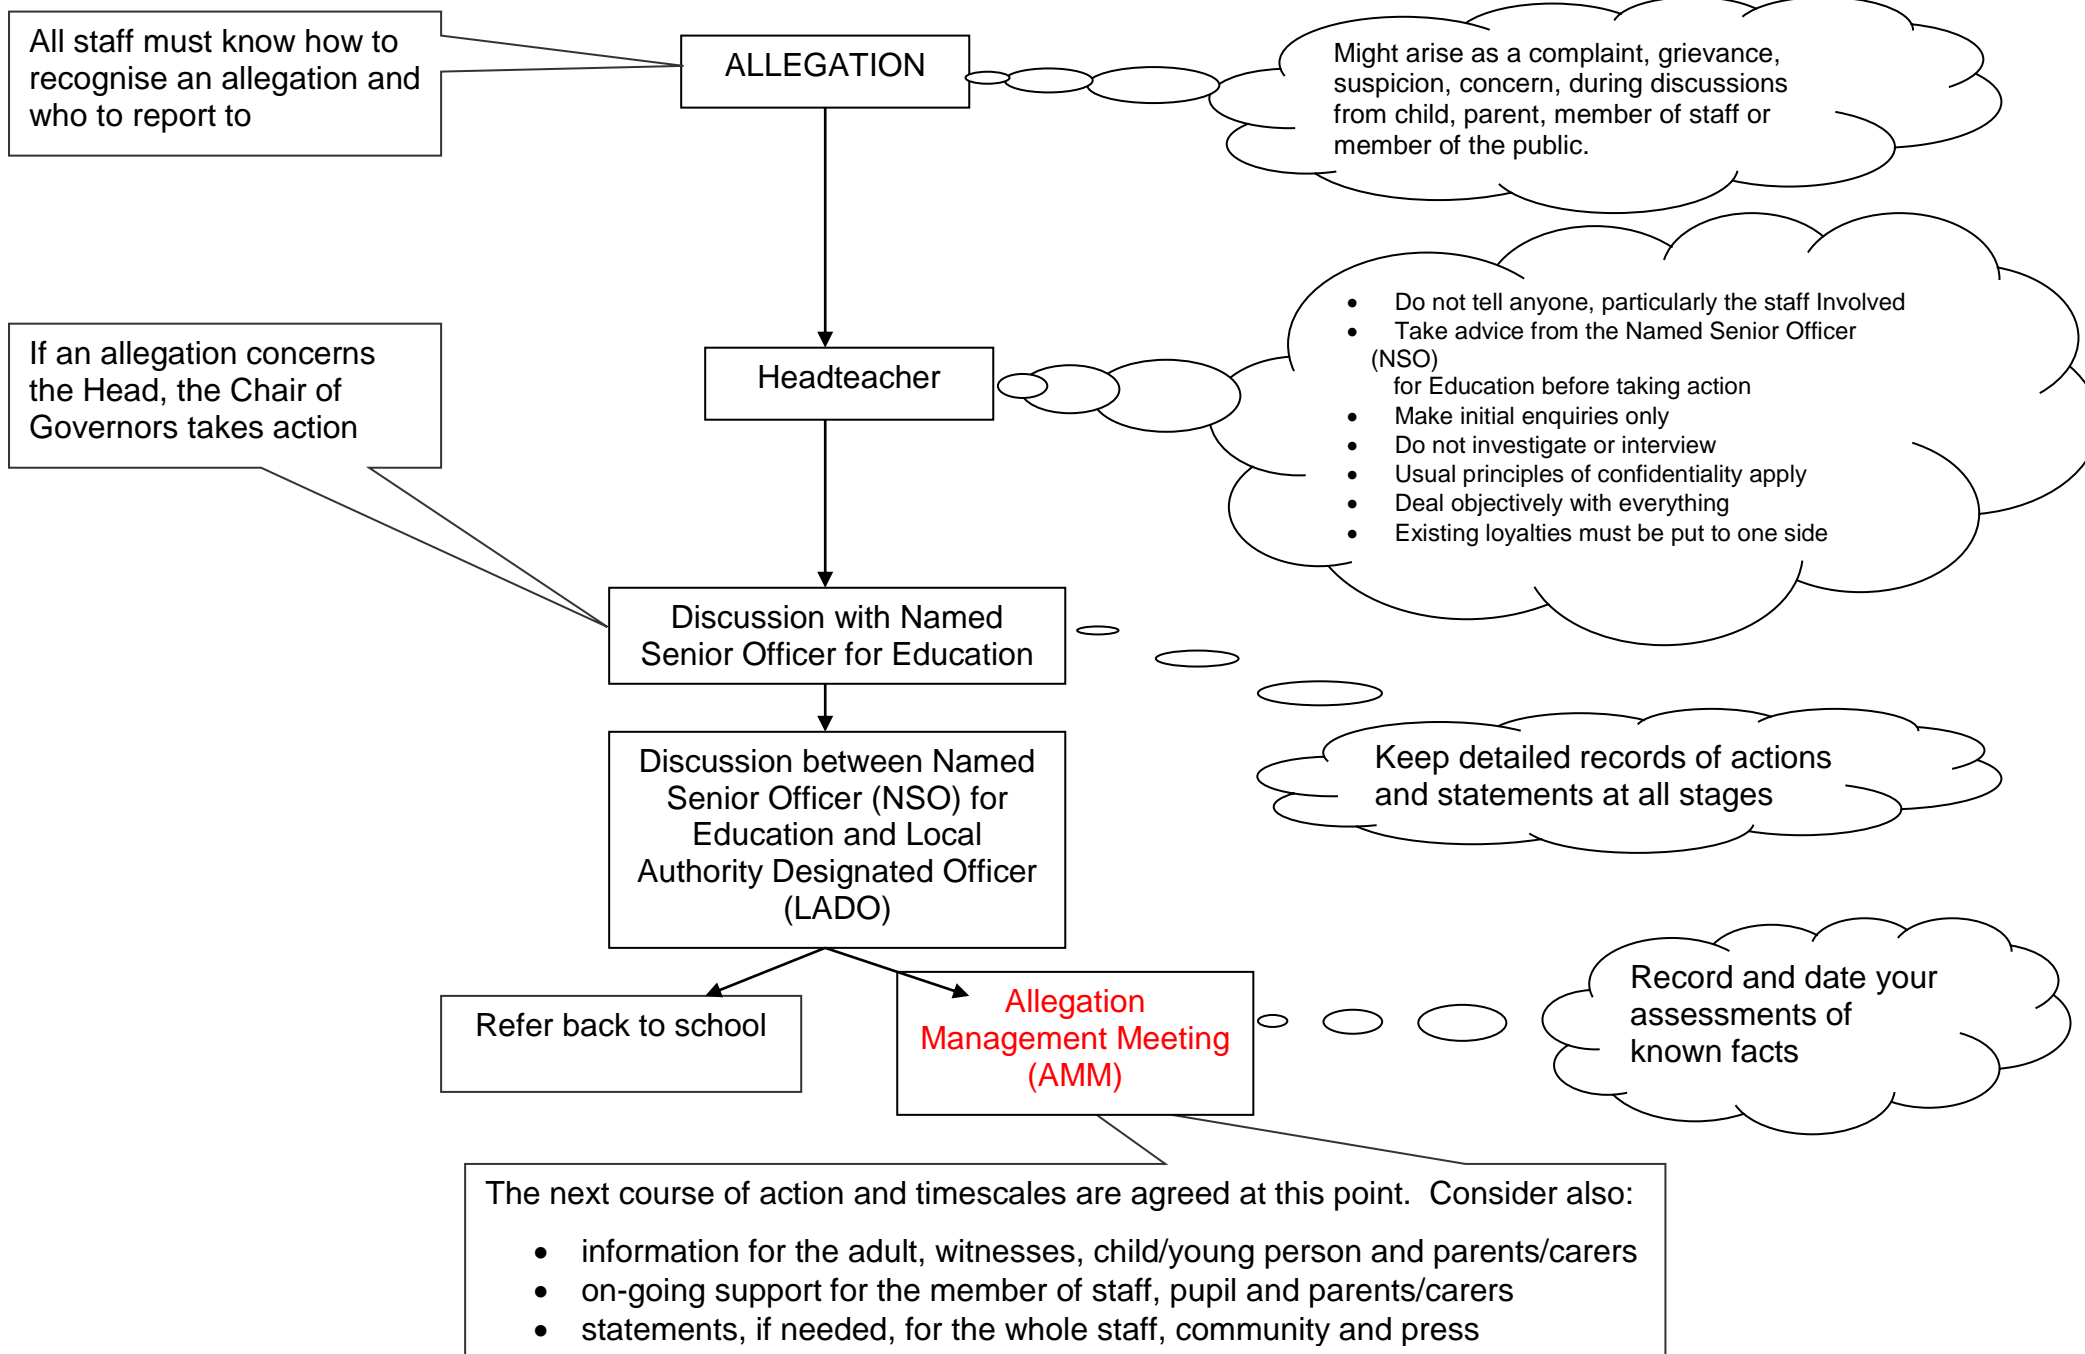 All staff must know how to
recognise an allegation and
who to report to
ALLEGATION
Might arise as a complaint, grievance,
suspicion, concern, during discussions
from child, parent, member of staff or
member of the public.
If an allegation concerns
the Head, the Chair of
Governors takes action
Headteacher
• Do not tell anyone, particularly the staff Involved
• Take advice from the Named Senior Officer
(NSO)
for Education before taking action
• Make initial enquiries only
• Do not investigate or interview
• Usual principles of confidentiality apply
• Deal objectively with everything
• Existing loyalties must be put to one side
Discussion with Named
Senior Officer for Education
Discussion between Named
Senior Officer (NSO) for
Education and Local
Authority Designated Officer
(LADO)
Keep detailed records of actions
and statements at all stages
Refer back to school
Allegation
Management Meeting
(AMM)
Record and date your
assessments of
known facts
The next course of action and timescales are agreed at this point.  Consider also:
• information for the adult, witnesses, child/young person and parents/carers
• on-going support for the member of staff, pupil and parents/carers
• statements, if needed, for the whole staff, community and press